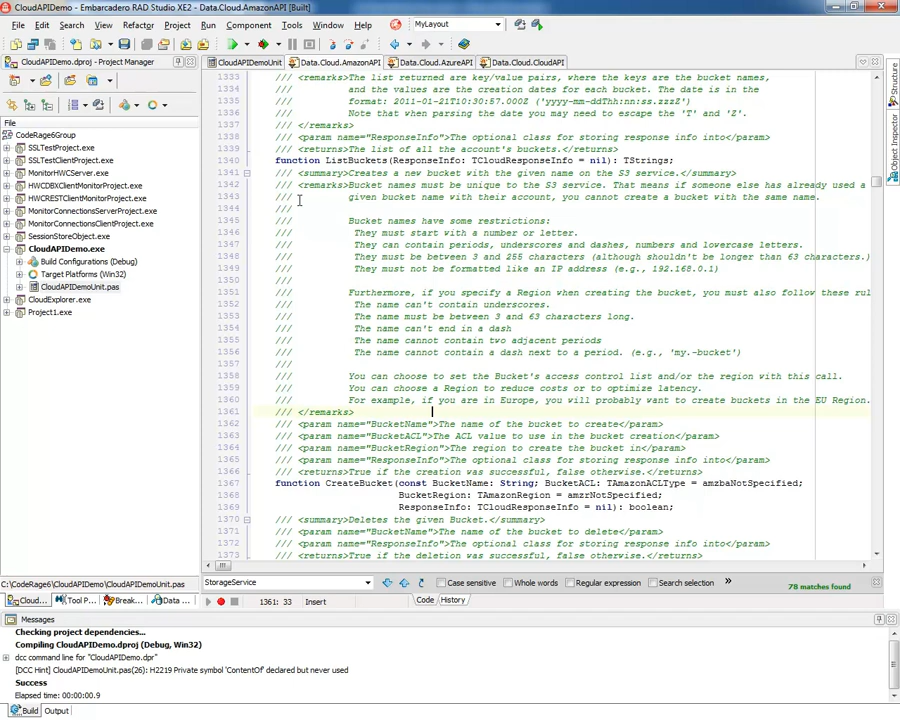 CloudAPIDemo - Embarcadero RAD Studio XE2 - Data.Cloud.AmazonAPI [Built]
File Edit Search View Refactor Project Run Component Tools Window Help MyLayout
CloudAPIDemo.dproj - Project Manager
CloudAPIDemoUnit Data.Cloud.AmazonAPI Data.Cloud.AzureAPI Data.Cloud.CloudAPI
File
CodeRage6Group
SSLTestProject.exe
SSLTestClientProject.exe
MonitorHWCServer.exe
HWCDBXClientMonitorProject.exe
HWCRESTClientMonitorProject.exe
MonitorConnectionsServerProject.exe
MonitorConnectionsClientProject.exe
SessionStoreObject.exe
CloudAPIDemo.exe
Build Configurations (Debug)
Target Platforms (Win32)
CloudAPIDemoUnit.pas
CloudExplorer.exe
Project1.exe
1333 /// <remarks>The list returned are key/value pairs, where the keys are the bucket names,
1334 /// and the values are the creation dates for each bucket. The date is in the
1335 /// format: 2011-01-21T10:30:57.000Z ('yyyy-mm-ddThh:nn:ss.zzzZ')
1336 /// Note that when parsing the date you may need to escape the 'T' and 'Z'.
1337 /// </remarks>
1338 /// <param name="ResponseInfo">The optional class for storing response info into</param>
1339 /// <returns>The list of all the account's buckets.</returns>
1340 function ListBuckets(ResponseInfo: TCloudResponseInfo = nil): TStrings;
1341 /// <summary>Creates a new bucket with the given name on the S3 service.</summary>
1342 /// <remarks>Bucket names must be unique to the S3 service. That means if someone else has already used a
1343 /// given bucket name with their account, you cannot create a bucket with the same name.
1344 ///
1345 /// Bucket names have some restrictions:
1346 /// They must start with a number or letter.
1347 /// They can contain periods, underscores and dashes, numbers and lowercase letters.
1348 /// They must be between 3 and 255 characters (although shouldn't be longer than 63 characters.)
1349 /// They must not be formatted like an IP address (e.g., 192.168.0.1)
1350 ///
1351 /// Furthermore, if you specify a Region when creating the bucket, you must also follow these rul
1352 /// The name can't contain underscores.
1353 /// The name must be between 3 and 63 characters long.
1354 /// The name can't end in a dash
1355 /// The name cannot contain two adjacent periods
1356 /// The name cannot contain a dash next to a period. (e.g., 'my.-bucket')
1357 ///
1358 /// You can choose to set the Bucket's access control list and/or the region with this call.
1359 /// You can choose a Region to reduce costs or to optimize latency.
1360 /// For example, if you are in Europe, you will probably want to create buckets in the EU Region.
1361 /// </remarks>
1362 /// <param name="BucketName">The name of the bucket to create</param>
1363 /// <param name="BucketACL">The ACL value to use in the bucket creation</param>
1364 /// <param name="BucketRegion">The region to create the bucket in</param>
1365 /// <param name="ResponseInfo">The optional class for storing response info into</param>
1366 /// <returns>True if the creation was successful, false otherwise.</returns>
1367 function CreateBucket(const BucketName: String; BucketACL: TAmazonACLType = amzbaNotSpecified;
1368 BucketRegion: TAmazonRegion = amzrNotSpecified;
1369 ResponseInfo: TCloudResponseInfo = nil): boolean;
1370 /// <summary>Deletes the given Bucket.</summary>
1371 /// <param name="BucketName">The name of the bucket to delete</param>
1372 /// <param name="ResponseInfo">The optional class for storing response info into</param>
1373 /// <returns>True if the deletion was successful, false otherwise.</returns>
Structure
Object Inspector
C:\CodeRage6\CloudAPIDemo\CloudAPIDemoUnit.pas
StorageService Case sensitive Whole words Regular expression Search selection » 78 matches found
Cloud... Tool P... Break... Data ... 1361: 33 Insert Code History
Messages
Checking project dependencies...
Compiling CloudAPIDemo.dproj (Debug, Win32)
dcc command line for "CloudAPIDemo.dpr"
[DCC Hint] CloudAPIDemoUnit.pas(26): H2219 Private symbol 'ContentOf' declared but never used
Success
Elapsed time: 00:00:00.9
Build Output